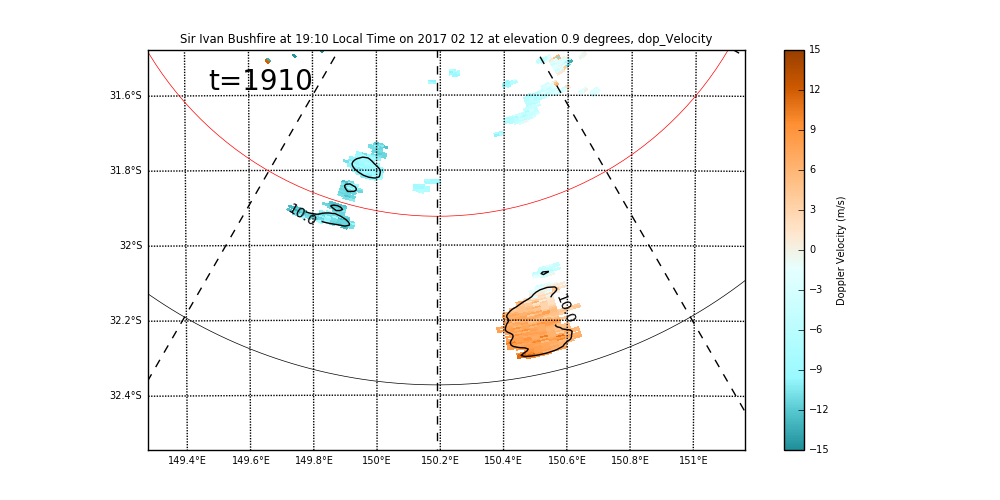 Sir Ivan Bushfire at 19:10 Local Time on 2017 02 12 at elevation 0.9 degrees, dop_Velocity
t=1910
31.6°S
31.8°S
32°S
32.2°S
32.4°S
10.0
10.0
149.4°E 149.6°E 149.8°E 150°E 150.2°E 150.4°E 150.6°E 150.8°E 151°E
15
12
9
6
3
0
−3
−6
−9
−12
−15
Doppler Velocity (m/s)